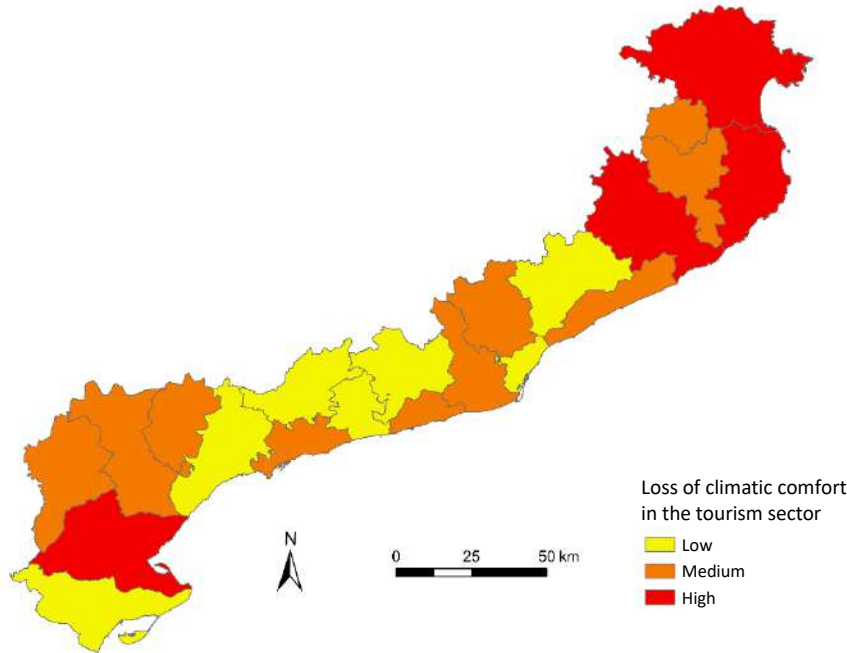 Loss of climatic comfort
in the tourism sector
Low
Medium
High
N
0 25 50 km